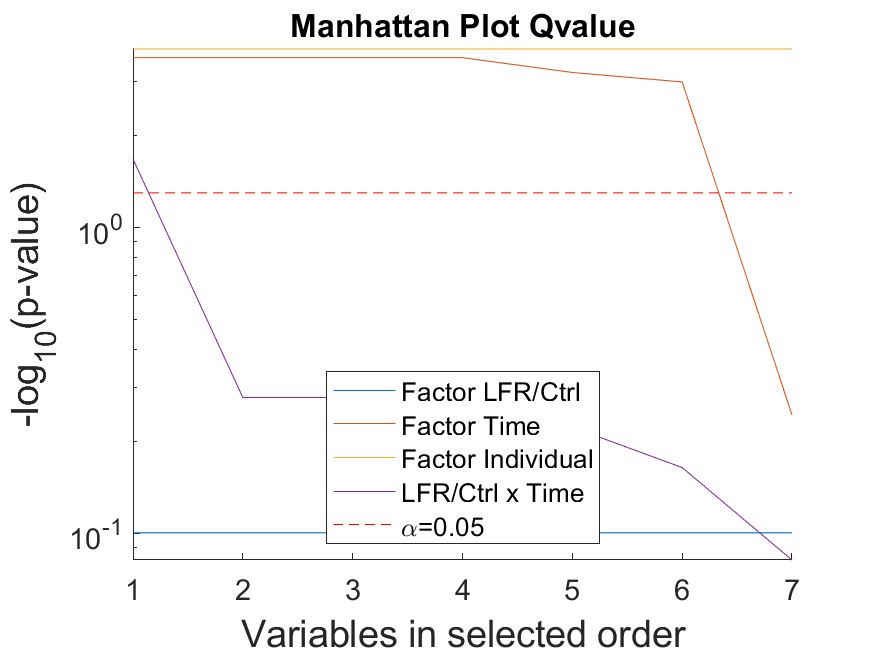 Manhattan Plot Qvalue
-log10(p-value)
10^0
10^-1
Factor LFR/Ctrl
Factor Time
Factor Individual
LFR/Ctrl x Time
α=0.05
1 2 3 4 5 6 7
Variables in selected order